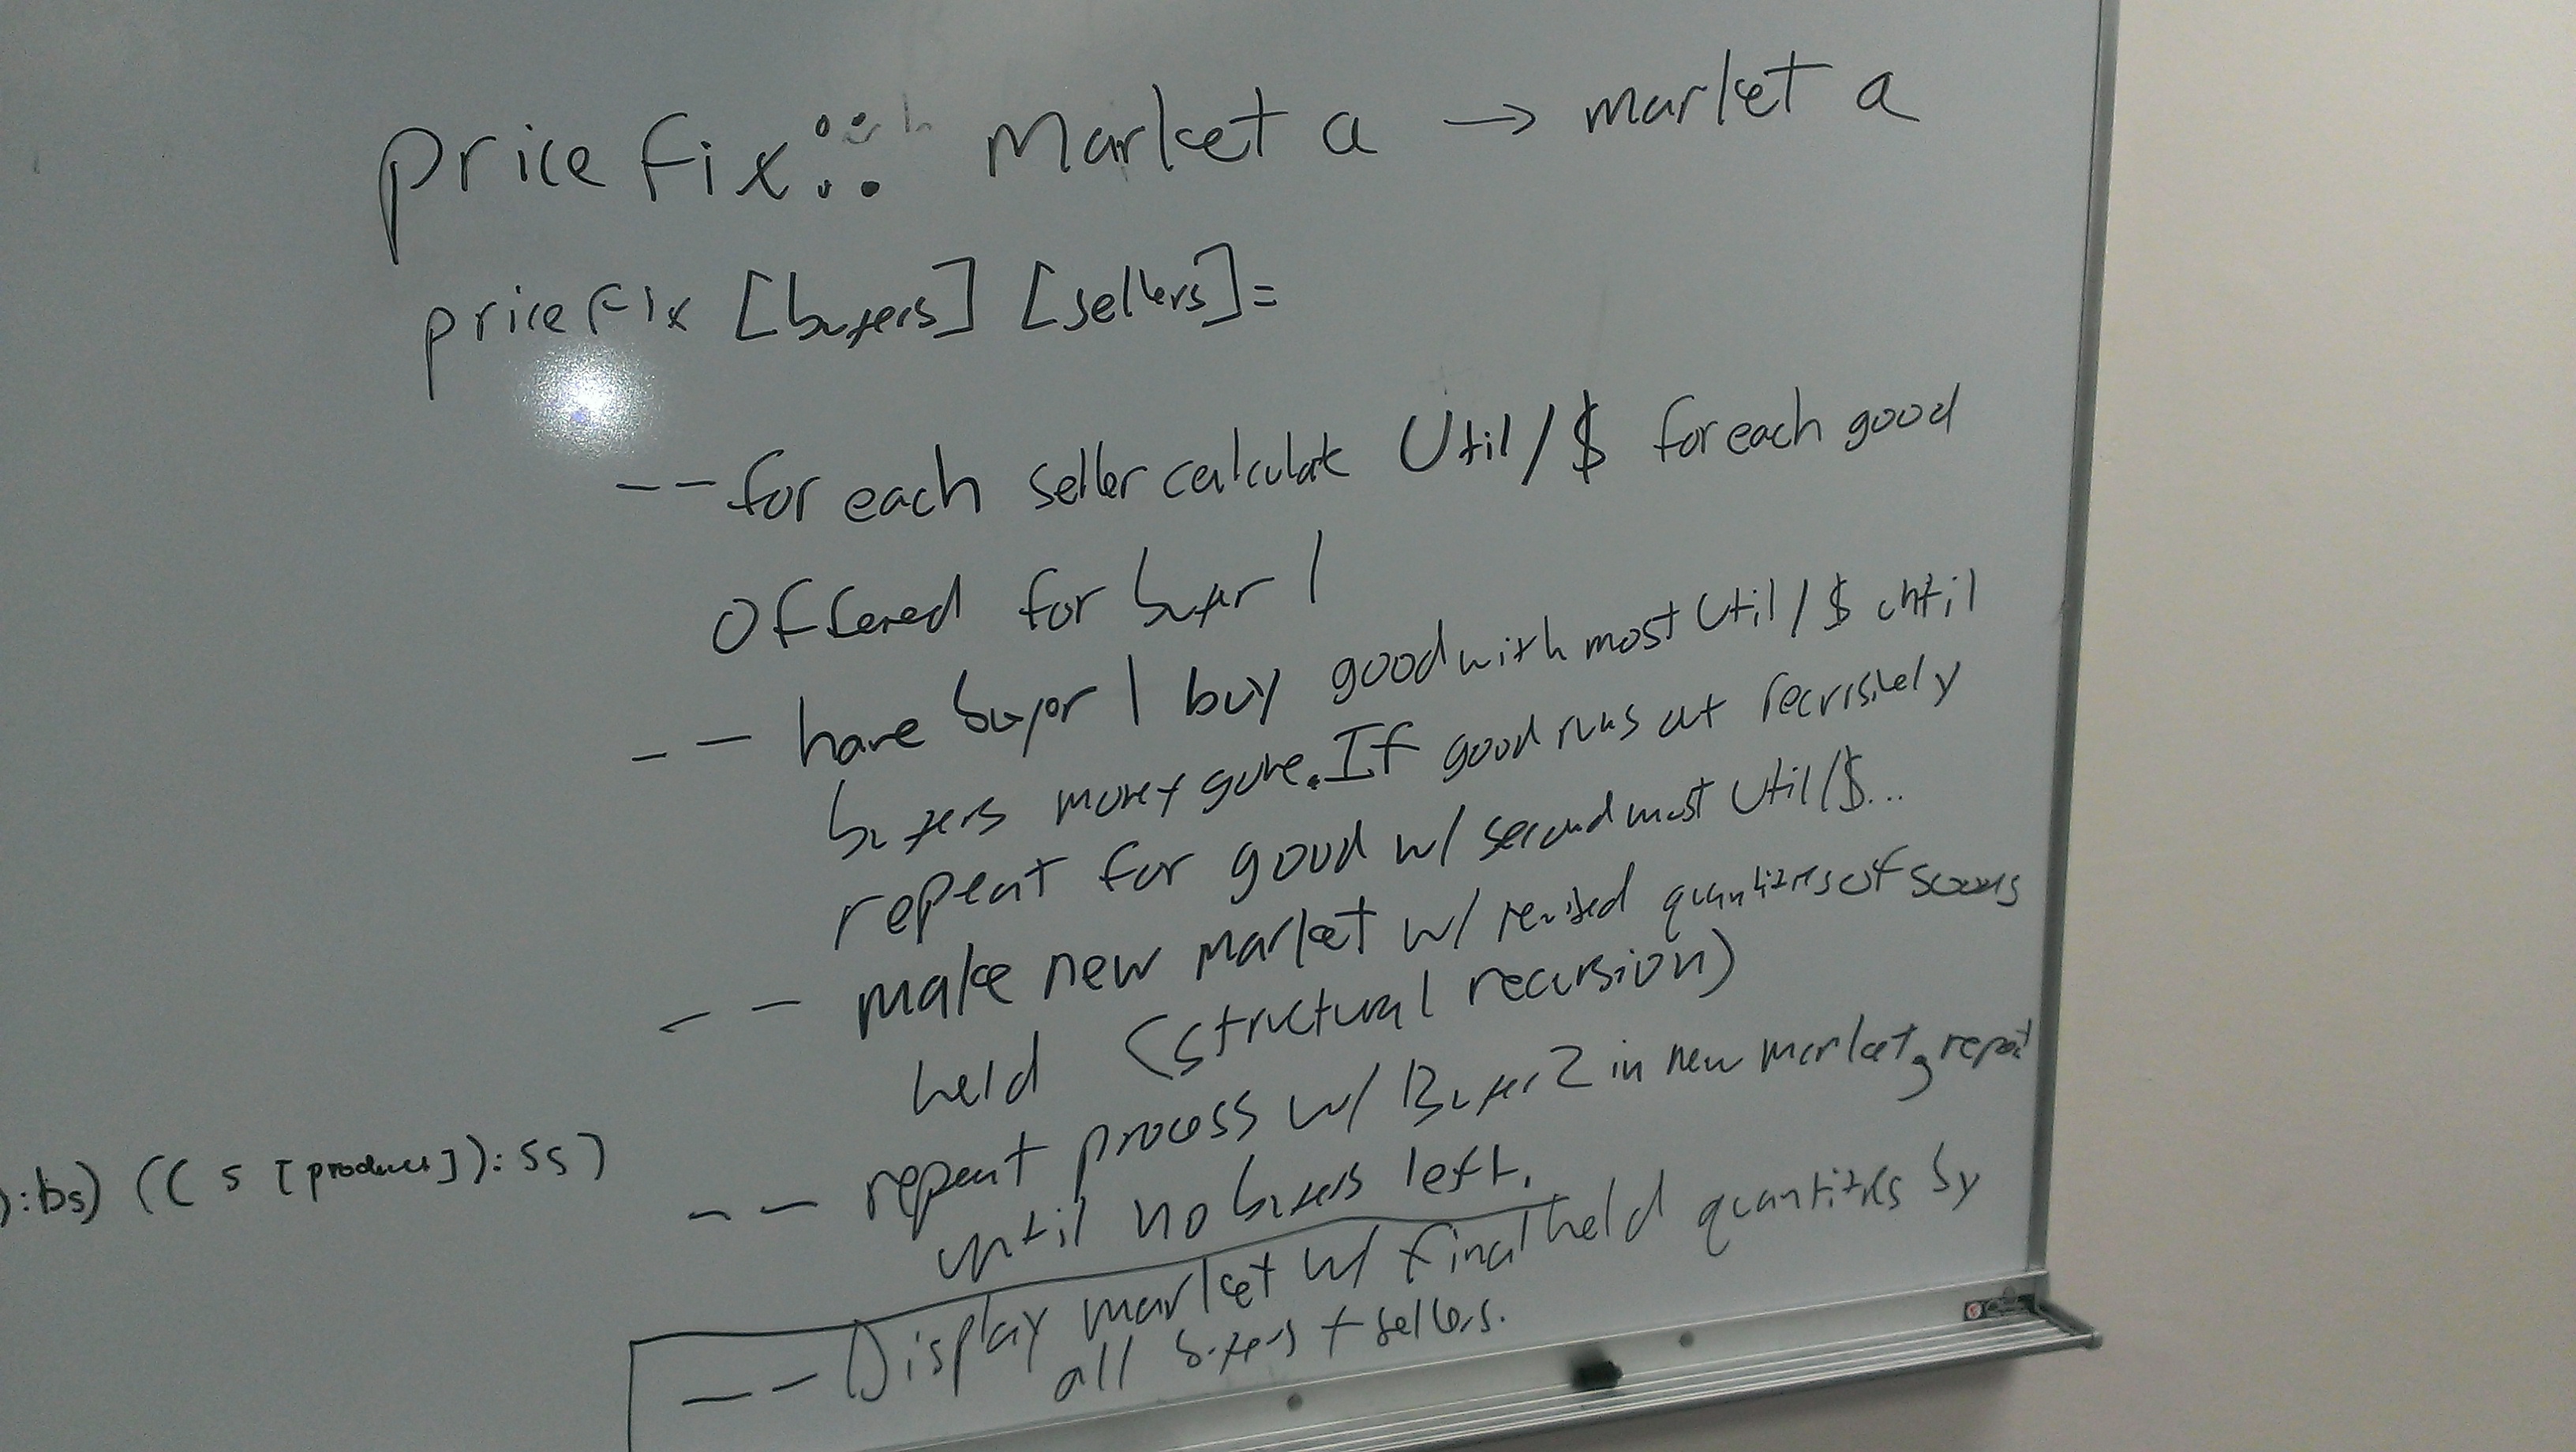 pricefix :: Market a → market a
priceFix [buyers] [sellers]=
-- for each seller calculate Util/$ for each good
offered for buyer 1
-- have buyer 1 buy good with most Util/$ until
buyers money gone. If good runs out recursively
repeat for good w/ second most Util/$...
-- make new market w/ revised quantities of goods
held (structural recursion)
-- repeat process w/ Buyer 2 in new market, repeat
until no buyers left.
):bs) (( s [products]):ss)
-- Display market w/ final held quantities by
all buyers + sellers.